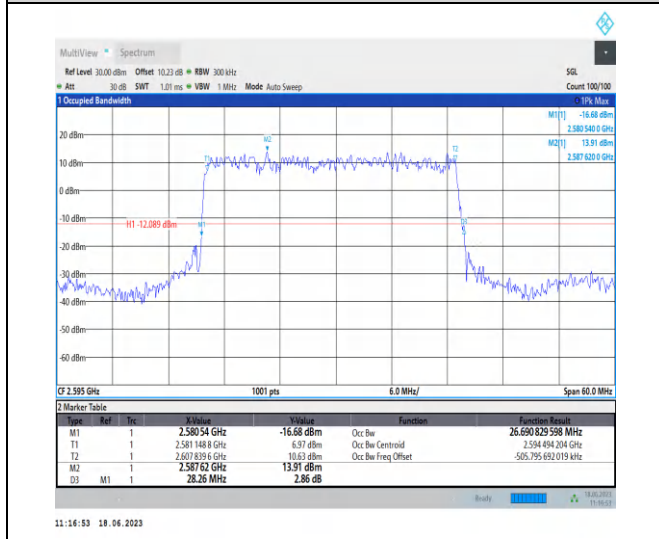 MultiView Spectrum
Ref Level 30.00 dBm Offset 10.23 dB RBW 300 kHz SGL
Att 30 dB SWT 1.01 ms VBW 1 MHz Mode Auto Sweep Count 100/100
1 Occupied Bandwidth 1Pk Max
M1[1] -16.68 dBm
2.580 540 0 GHz
M2[1] 13.91 dBm
2.587 620 0 GHz
20 dBm
M2
T1
T2
10 dBm
0 dBm
-10 dBm
H1 -12.089 dBm
M1
-20 dBm
-30 dBm
-40 dBm
-50 dBm
-60 dBm
CF 2.595 GHz 1001 pts 6.0 MHz/ Span 60.0 MHz
2 Marker Table
Type Ref Trc X-Value Y-Value Function Function Result
M1 1 2.580 54 GHz -16.68 dBm Occ Bw 26.690 829 598 MHz
T1 1 2.581 148 8 GHz 6.97 dBm Occ Bw Centroid 2.594 494 204 GHz
T2 1 2.607 839 6 GHz 10.63 dBm Occ Bw Freq Offset -505.795 692 019 kHz
M2 1 2.587 62 GHz 13.91 dBm
D3 M1 1 28.26 MHz 2.86 dB
Ready 18.06.2023
11:16:53
11:16:53 18.06.2023